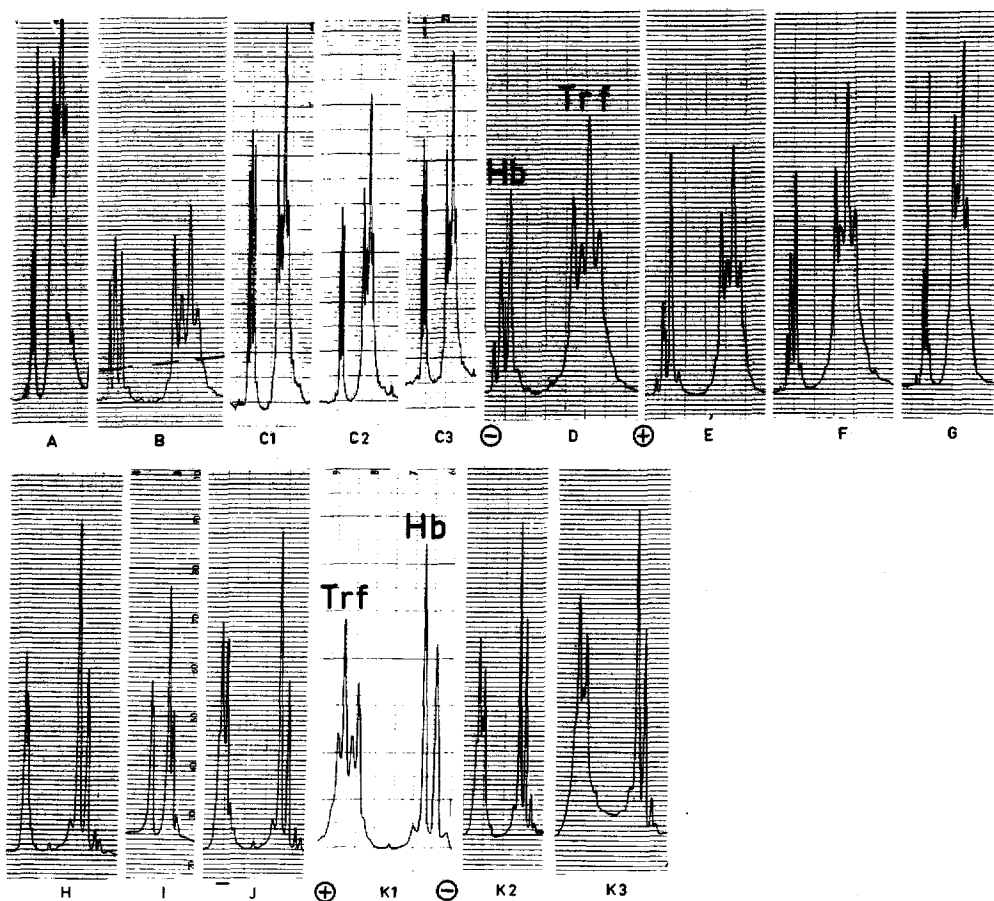 Trf
Hb
A B C1 C2 C3 ⊖ D ⊕ E F G
Hb
Trf
H I J ⊕ K1 ⊖ K2 K3